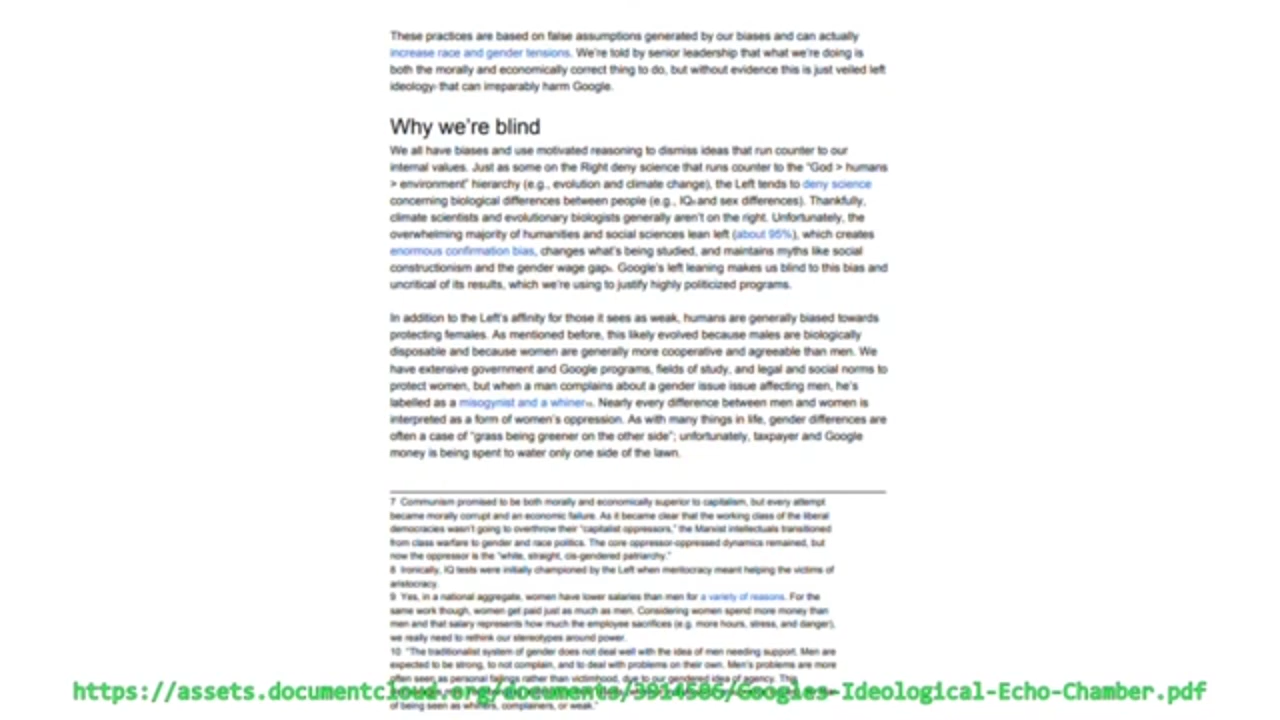 These practices are based on false assumptions generated by our biases and can actually
increase race and gender tensions. We're told by senior leadership that what we're doing is
both the morally and economically correct thing to do, but without evidence this is just veiled left
ideology that can irreparably harm Google.
Why we're blind
We all have biases and use motivated reasoning to dismiss ideas that run counter to our
internal values. Just as some on the Right deny science that runs counter to the "God > humans
> environment" hierarchy (e.g., evolution and climate change), the Left tends to deny science
concerning biological differences between people (e.g., IQ and sex differences). Thankfully,
climate scientists and evolutionary biologists generally aren't on the right. Unfortunately, the
overwhelming majority of humanities and social sciences lean left (about 95%), which creates
enormous confirmation bias, changes what's being studied, and maintains myths like social
constructionism and the gender wage gap. Google's left leaning makes us blind to this bias and
uncritical of its results, which we're using to justify highly politicized programs.
In addition to the Left's affinity for those it sees as weak, humans are generally biased towards
protecting females. As mentioned before, this likely evolved because males are biologically
disposable and because women are generally more cooperative and agreeable than men. We
have extensive government and Google programs, fields of study, and legal and social norms to
protect women, but when a man complains about a gender issue issue affecting men, he's
labelled as a misogynist and a whiner. Nearly every difference between men and women is
interpreted as a form of women's oppression. As with many things in life, gender differences are
often a case of "grass being greener on the other side"; unfortunately, taxpayer and Google
money is being spent to water only one side of the lawn.
7 Communism promised to be both morally and economically superior to capitalism, but every attempt
became morally corrupt and an economic failure. As it became clear that the working class of the liberal
democracies wasn't going to overthrow their "capitalist oppressors," the Marxist intellectuals transitioned
from class warfare to gender and race politics. The core oppressor-oppressed dynamics remained, but
now the oppressor is the "white, straight, cis-gendered patriarchy."
8 Ironically, IQ tests were initially championed by the Left when meritocracy meant helping the victims of
aristocracy.
9 Yes, in a national aggregate, women have lower salaries than men for a variety of reasons. For the
same work though, women get paid just as much as men. Considering women spend more money than
men and that salary represents how much the employee sacrifices (e.g. more hours, stress, and danger),
we really need to rethink our stereotypes around power.
10 "The traditionalist system of gender does not deal well with the idea of men needing support. Men are
expected to be strong, to not complain, and to deal with problems on their own. Men's problems are more
often seen as personal failings rather than victimhood, due to our gendered idea of agency. This
https://assets.documentcloud.org/documents/3914586/Googles-Ideological-Echo-Chamber.pdf
of being seen as whiners, complainers, or weak."